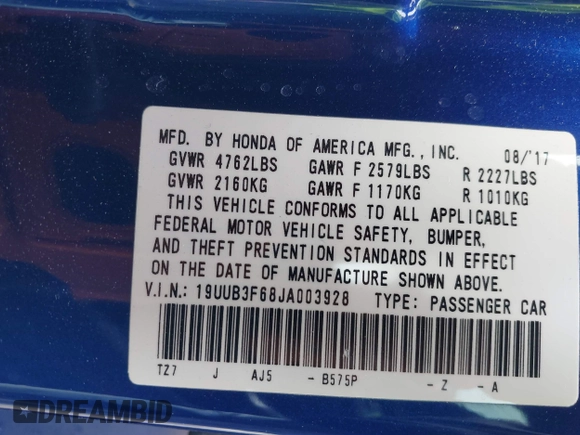 MFD. BY HONDA OF AMERICA MFG., INC. 08/'17
GVWR 4762LBS GAWR F 2579LBS R 2227LBS
GVWR 2160KG GAWR F 1170KG R 1010KG
THIS VEHICLE CONFORMS TO ALL APPLICABLE
FEDERAL MOTOR VEHICLE SAFETY, BUMPER,
AND THEFT PREVENTION STANDARDS IN EFFECT
ON THE DATE OF MANUFACTURE SHOWN ABOVE.
V.I.N.: 19UUB3F68JA003928 TYPE: PASSENGER CAR
TZ7 J AJ5 - B575P - Z - A
DREAMBID